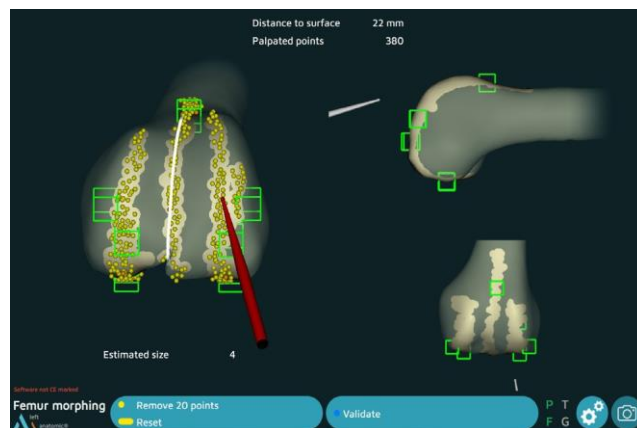 Distance to surface 22 mm
Palpated points 380
Estimated size 4
Software not CE marked
Femur morphing
left
anatomic®
Remove 20 points
Reset
Validate
P T
F G